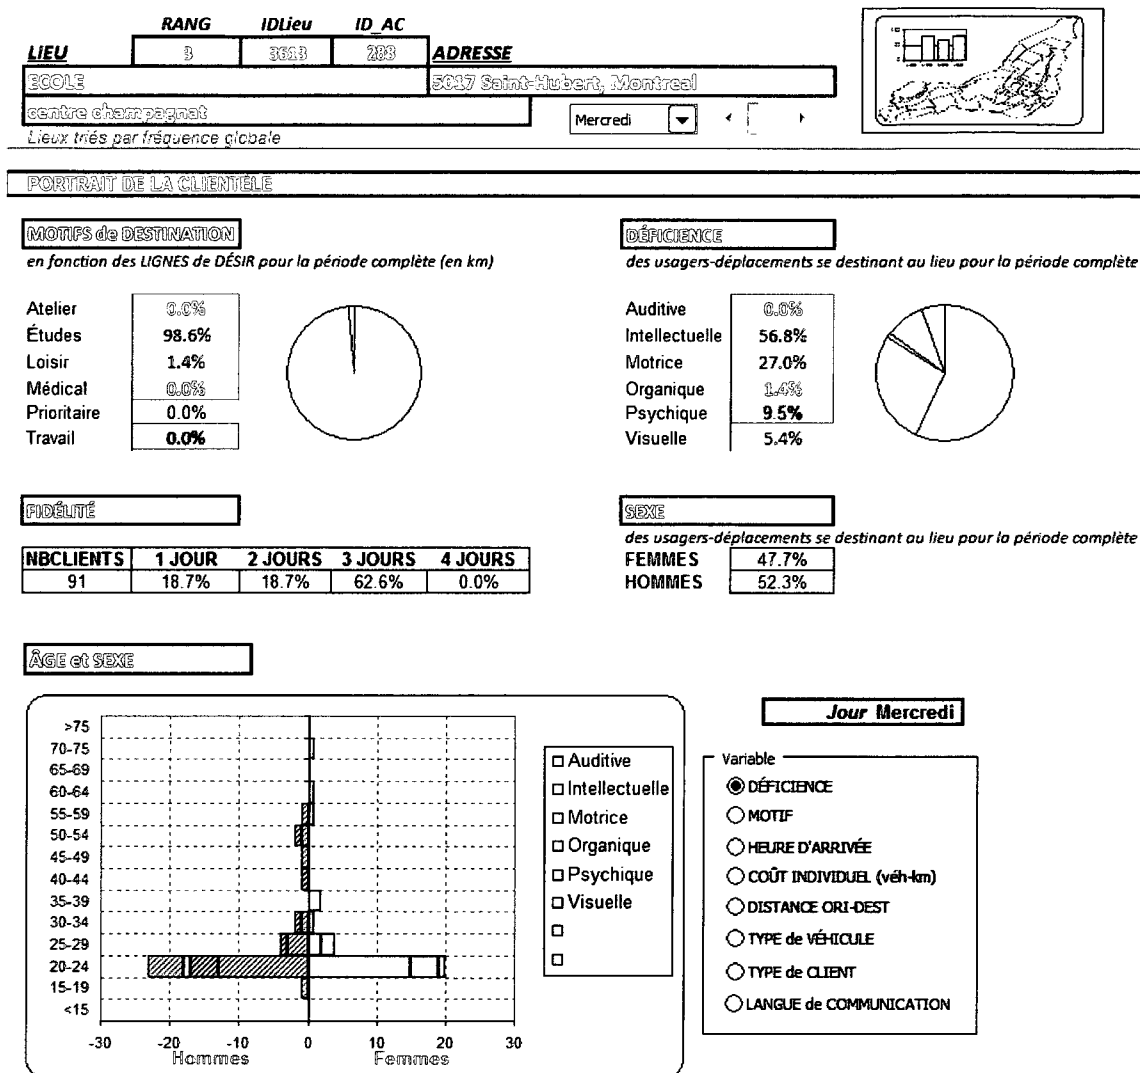 RANG IDLieu ID_AC
LIEU 3 3613 288 ADRESSE
ECOLE 5017 Saint-Hubert, Montreal
centre champagnat
Mercredi
Lieux triés par fréquence globale
PORTRAIT DE LA CLIENTÈLE
MOTIFS de DESTINATION
en fonction des LIGNES de DÉSIR pour la période complète (en km)
Atelier 0.0%
Études 98.6%
Loisir 1.4%
Médical 0.0%
Prioritaire 0.0%
Travail 0.0%
DÉFICIENCE
des usagers-déplacements se destinant au lieu pour la période complète
Auditive 0.0%
Intellectuelle 56.8%
Motrice 27.0%
Organique 1.4%
Psychique 9.5%
Visuelle 5.4%
FIDÉLITÉ
NBCLIENTS 1 JOUR 2 JOURS 3 JOURS 4 JOURS
91 18.7% 18.7% 62.6% 0.0%
SEXE
des usagers-déplacements se destinant au lieu pour la période complète
FEMMES 47.7%
HOMMES 52.3%
ÂGE et SEXE
>75
70-75
65-69
60-64
55-59
50-54
45-49
40-44
35-39
30-34
25-29
20-24
15-19
<15
-30 -20 -10 0 10 20 30
Hommes Femmes
Auditive
Intellectuelle
Motrice
Organique
Psychique
Visuelle
Jour Mercredi
Variable
DÉFICIENCE
MOTIF
HEURE D'ARRIVÉE
COÛT INDIVIDUEL (véh-km)
DISTANCE ORI-DEST
TYPE de VÉHICULE
TYPE de CLIENT
LANGUE de COMMUNICATION